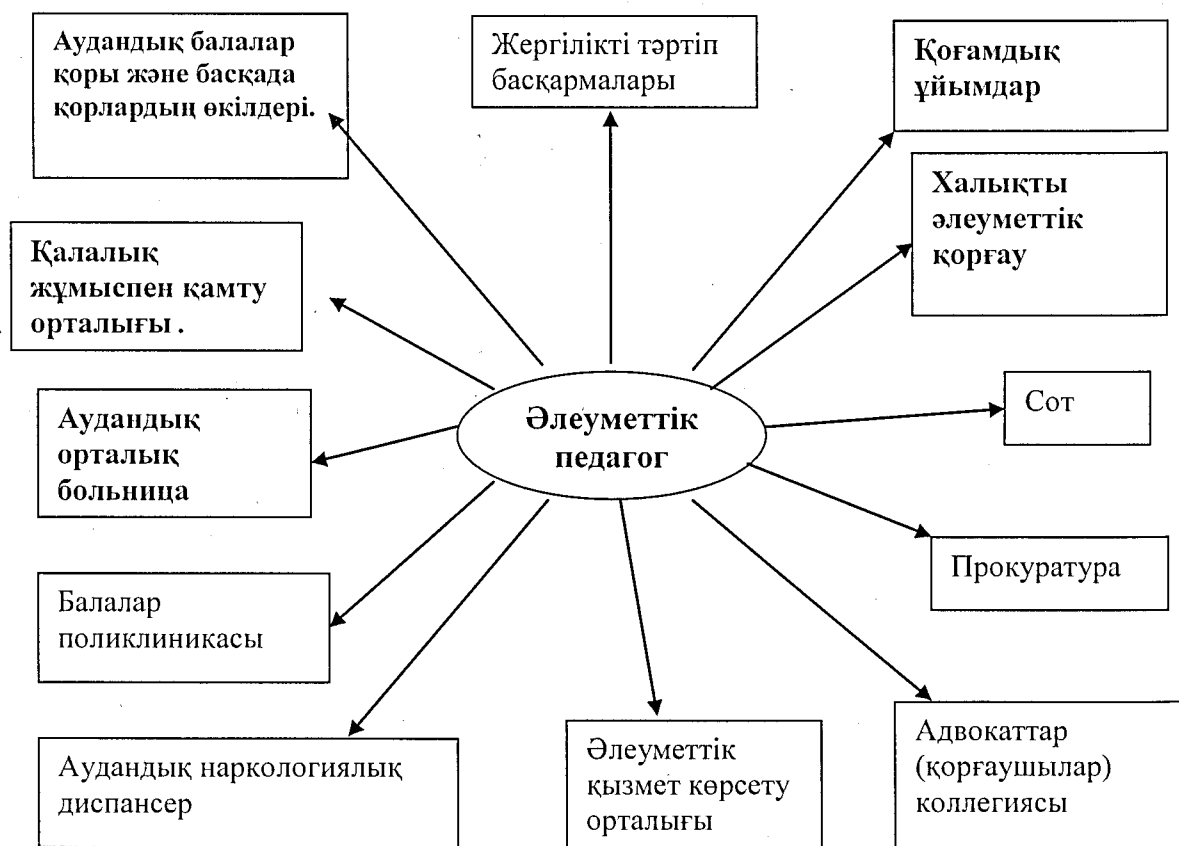 Аудандық балалар
қоры және басқада
қорлардың өкілдері.
Жергілікті тәртіп
басқармалары
Қоғамдық
ұйымдар
Халықты
әлеуметтік
қорғау
Қалалық
жұмыспен қамту
орталығы .
Әлеуметтік
педагог
Сот
Аудандық
орталық
больница
Прокуратура
Балалар
поликлиникасы
Аудандық наркологиялық
диспансер
Әлеуметтік
қызмет көрсету
орталығы
Адвокаттар
(қорғаушылар)
коллегиясы